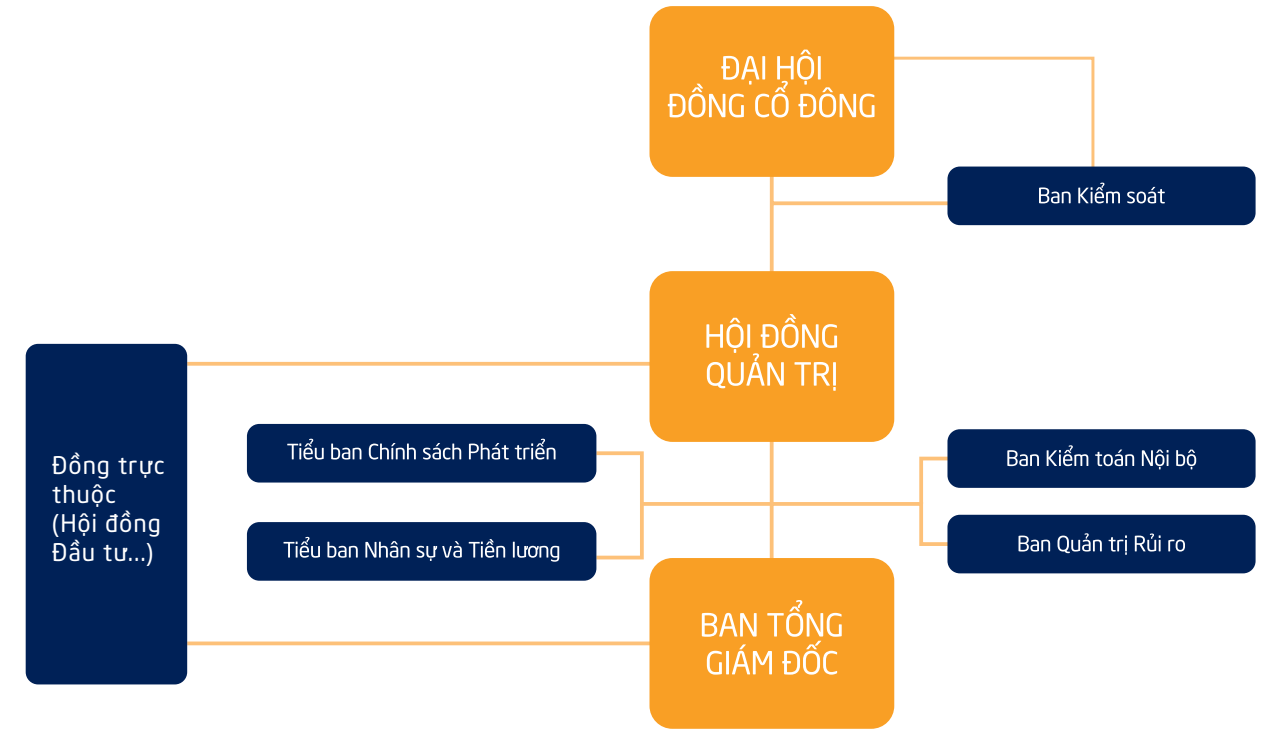 ĐẠI HỘI
ĐỒNG CỔ ĐÔNG
Ban Kiểm soát
HỘI ĐỒNG
QUẢN TRỊ
Đồng trực
thuộc
(Hội đồng
Đầu tư...)
Tiểu ban Chính sách Phát triển
Tiểu ban Nhân sự và Tiền lương
Ban Kiểm toán Nội bộ
Ban Quản trị Rủi ro
BAN TỔNG
GIÁM ĐỐC